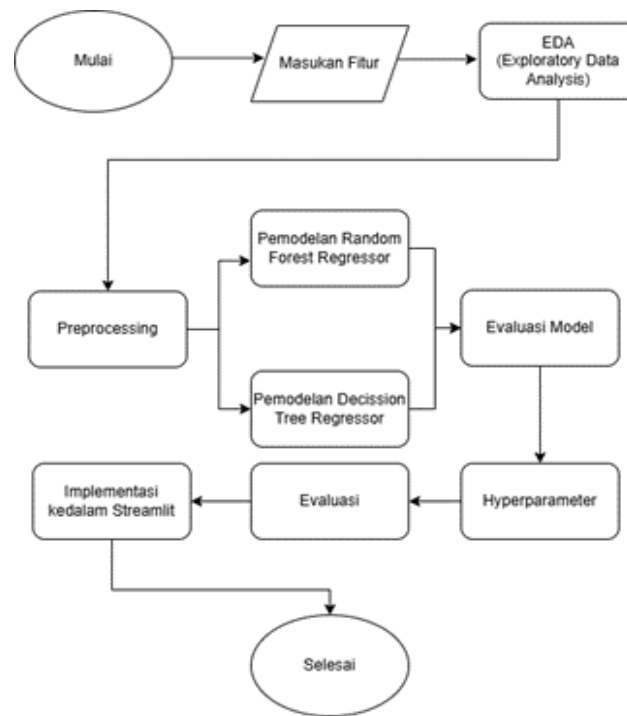 Mulai
Masukan Fitur
EDA
(Exploratory Data
Analysis)
Pemodelan Random
Forest Regressor
Preprocessing
Evaluasi Model
Pemodelan Decission
Tree Regressor
Implementasi
kedalam Streamlit
Evaluasi
Hyperparameter
Selesai